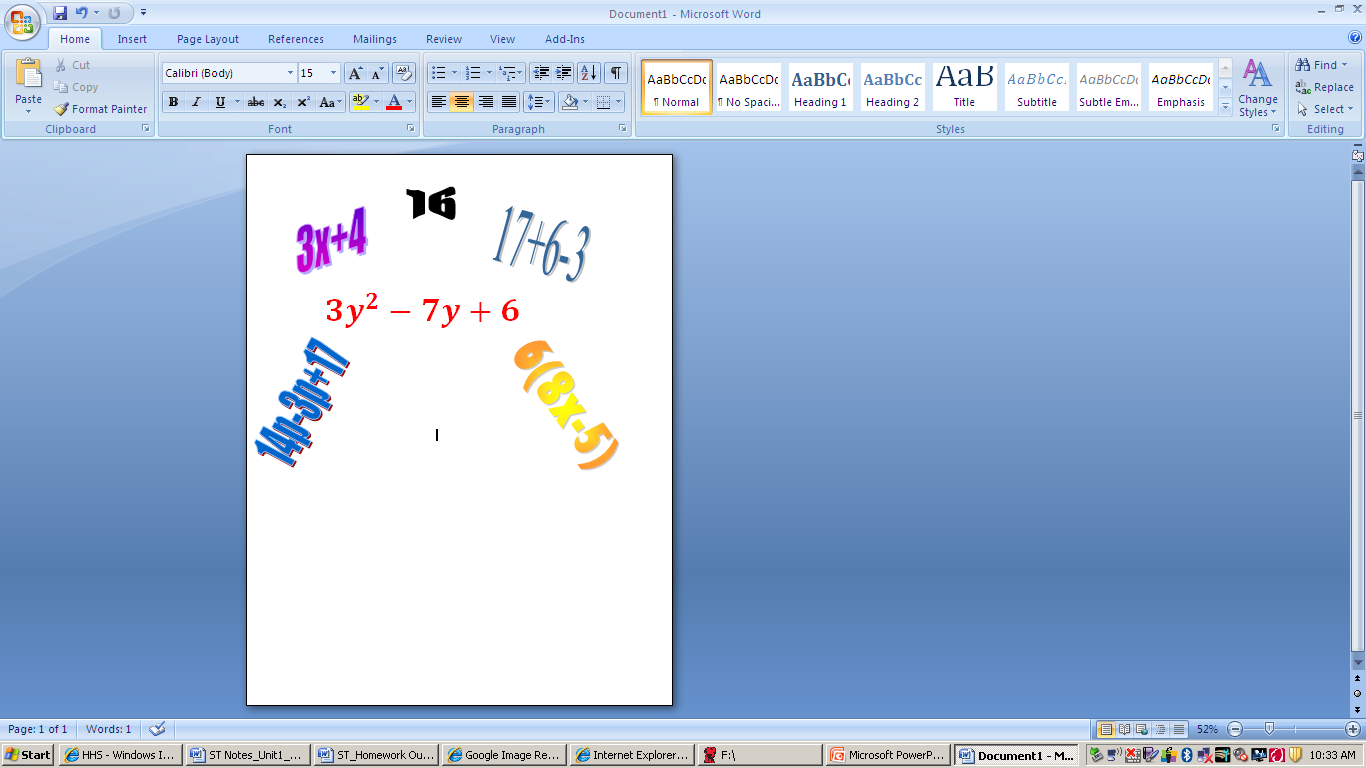 Document1 - Microsoft Word
Home Insert Page Layout References Mailings Review View Add-Ins
Paste
Cut
Copy
Format Painter
Clipboard
Calibri (Body) 15
B I U abc x₂ x² Aa
Font
Paragraph
AaBbCcDc AaBbCcDc AaBbC AaBbCc AaB AaBbCc. AaBbCcDc AaBbCcDc
¶ Normal ¶ No Spaci... Heading 1 Heading 2 Title Subtitle Subtle Em... Emphasis
Change Styles
Styles
Find
Replace
Select
Editing
16
3x+4
17+6-3
3y² − 7y + 6
14p-3p+17
6(8x-5)
Page: 1 of 1 Words: 1
52%
Start HHS - Windows I... ST Notes_Unit1_... ST_Homework Ou... Google Image Re... Internet Explorer... F:\ Microsoft PowerP... Document1 - M... 10:33 AM